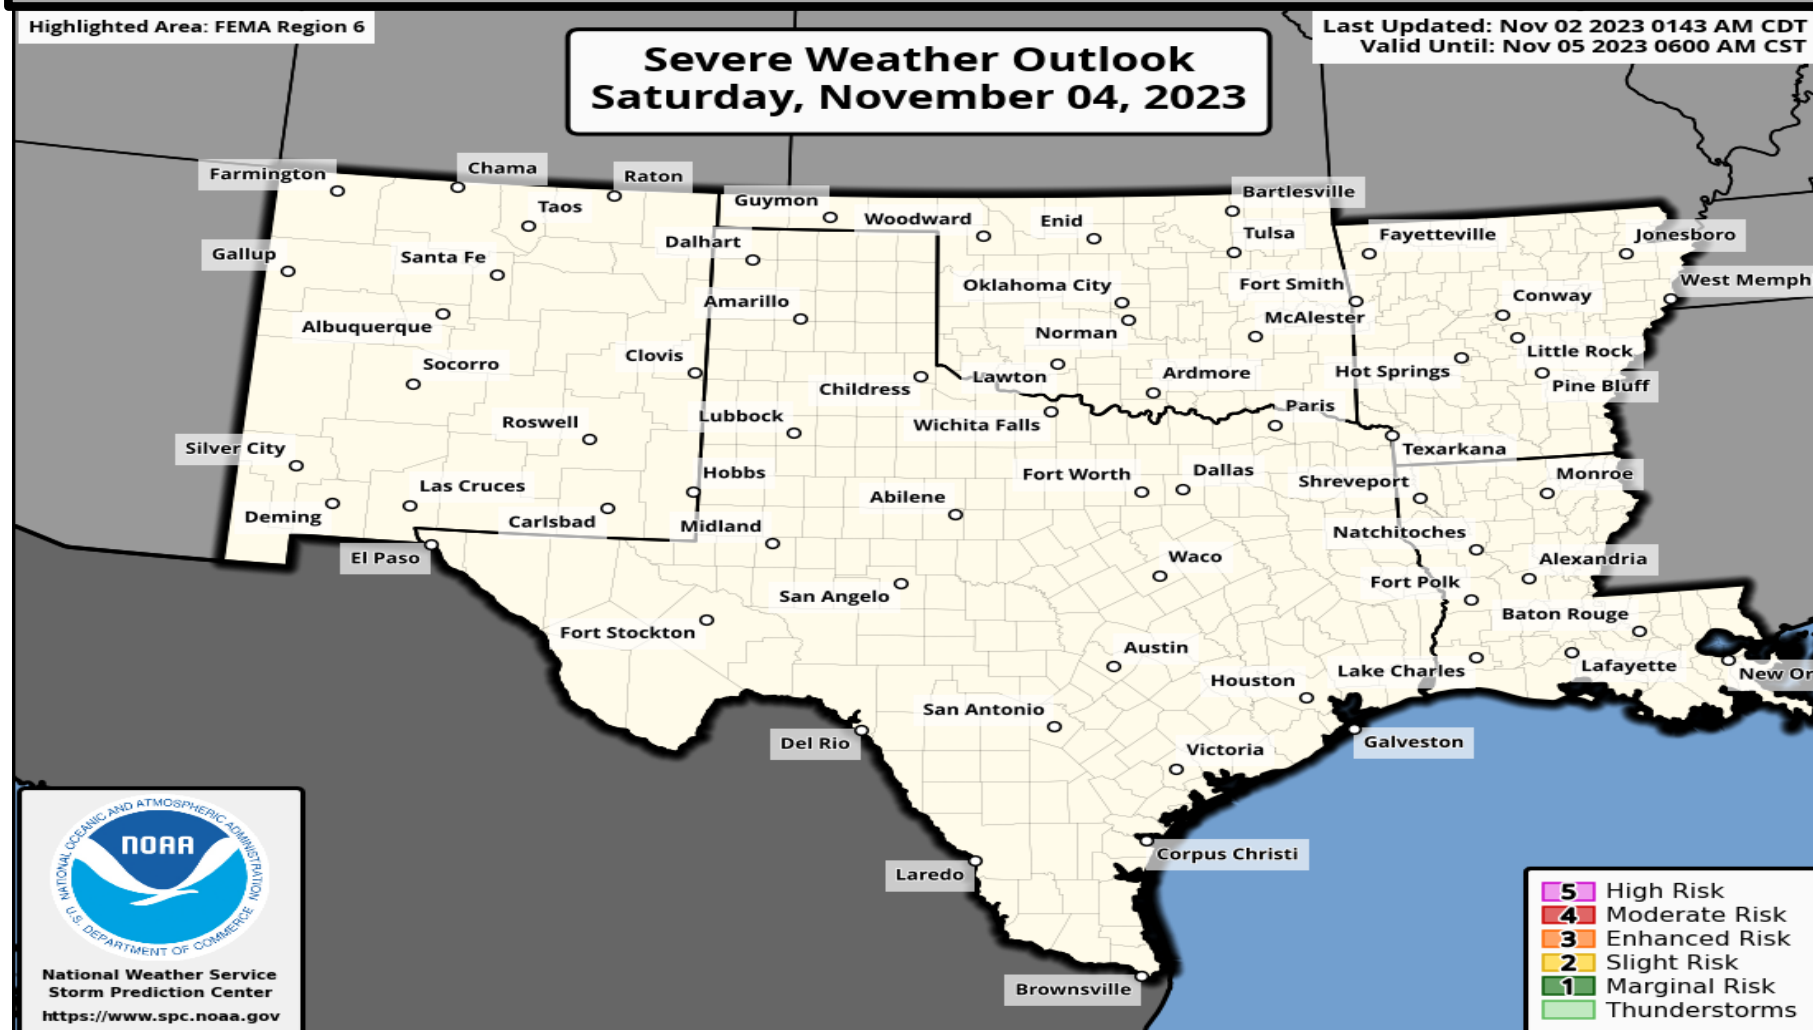 Highlighted Area: FEMA Region 6
Severe Weather Outlook
Saturday, November 04, 2023
Last Updated: Nov 02 2023 0143 AM CDT
Valid Until: Nov 05 2023 0600 AM CST
Farmington
Chama
Raton
Taos
Guymon
Woodward
Enid
Bartlesville
Gallup
Santa Fe
Dalhart
Tulsa
Fayetteville
Jonesboro
Albuquerque
Amarillo
Oklahoma City
Fort Smith
Conway
West Memph
Norman
McAlester
Socorro
Clovis
Childress
Lawton
Ardmore
Hot Springs
Little Rock
Pine Bluff
Roswell
Lubbock
Wichita Falls
Paris
Texarkana
Silver City
Hobbs
Fort Worth
Dallas
Shreveport
Monroe
Las Cruces
Abilene
Deming
Carlsbad
Midland
Natchitoches
El Paso
Waco
Alexandria
San Angelo
Fort Polk
Fort Stockton
Baton Rouge
Austin
Houston
Lake Charles
Lafayette
New Or
San Antonio
Del Rio
Victoria
Galveston
Laredo
Corpus Christi
Brownsville
NATIONAL OCEANIC AND ATMOSPHERIC ADMINISTRATION
NOAA
U.S. DEPARTMENT OF COMMERCE
National Weather Service
Storm Prediction Center
https://www.spc.noaa.gov
5 High Risk
4 Moderate Risk
3 Enhanced Risk
2 Slight Risk
1 Marginal Risk
Thunderstorms